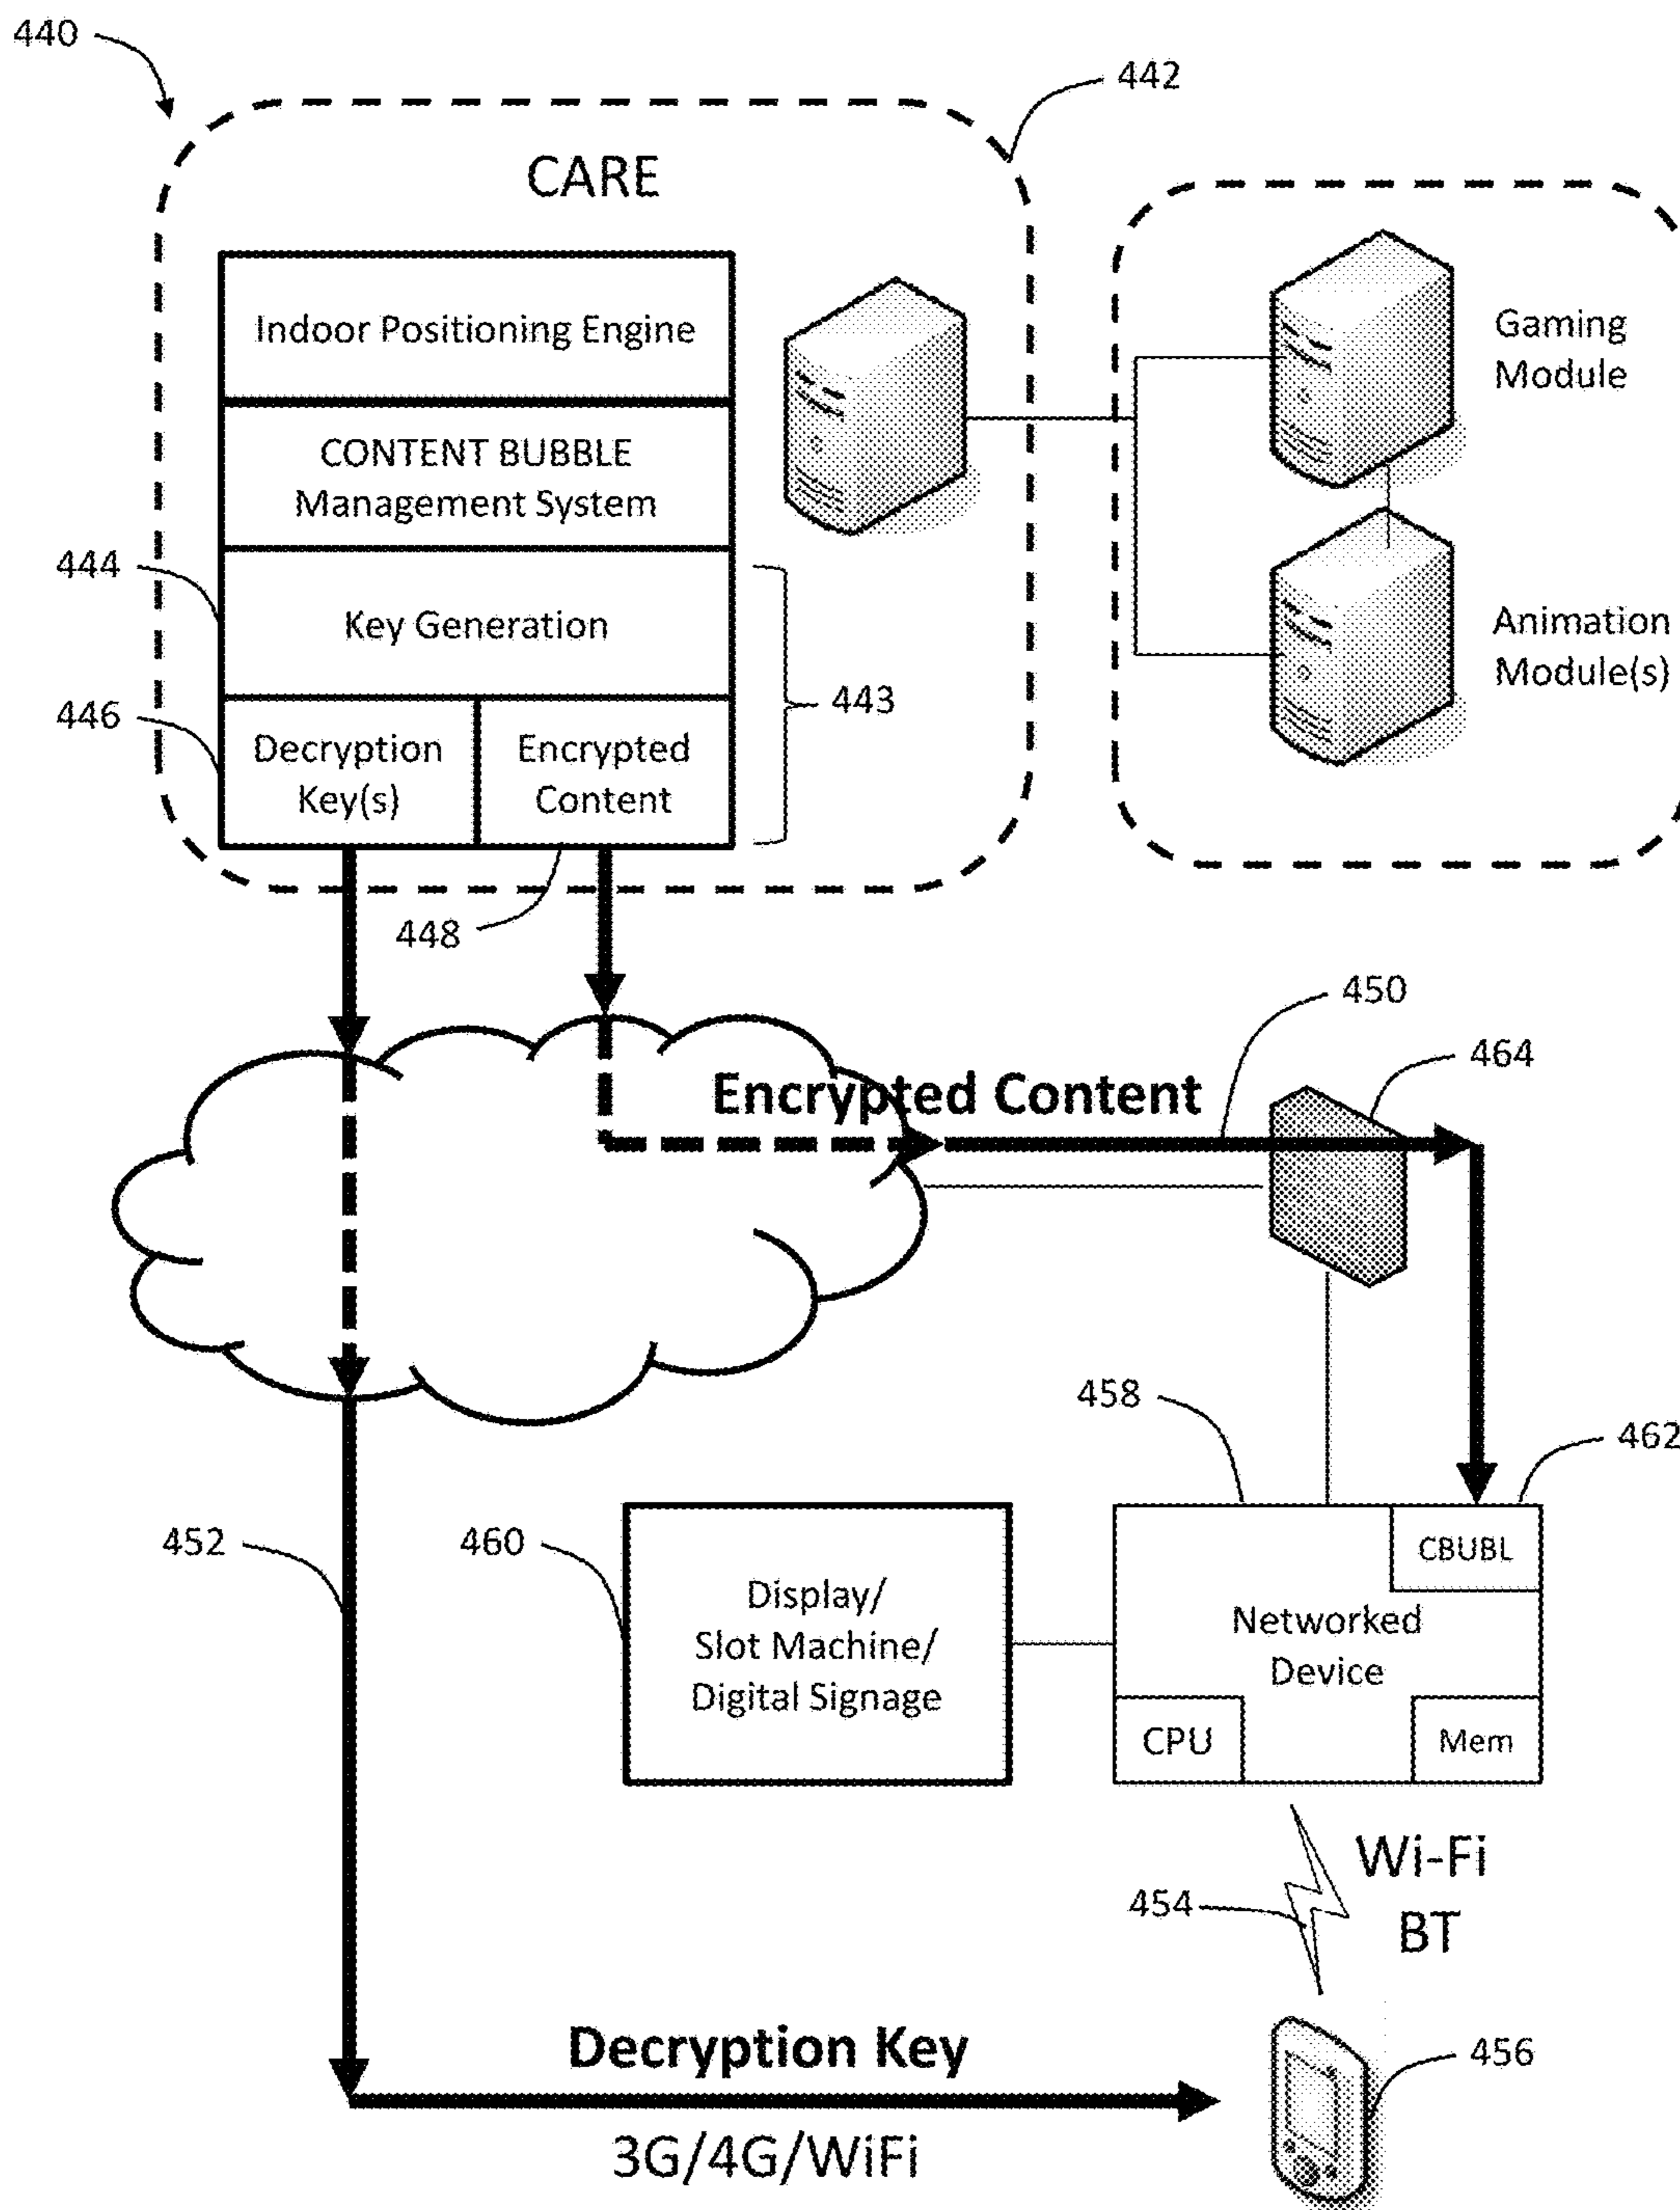 440
442
CARE
Indoor Positioning Engine
CONTENT BUBBLE
Management System
444
Key Generation
443
446
Decryption
Key(s)
Encrypted
Content
448
Gaming
Module
Animation
Module(s)
450
464
Encrypted Content
458
462
452
460
Display/
Slot Machine/
Digital Signage
CBUBL
Networked
Device
CPU
Mem
454
Wi-Fi
BT
Decryption Key
456
3G/4G/WiFi